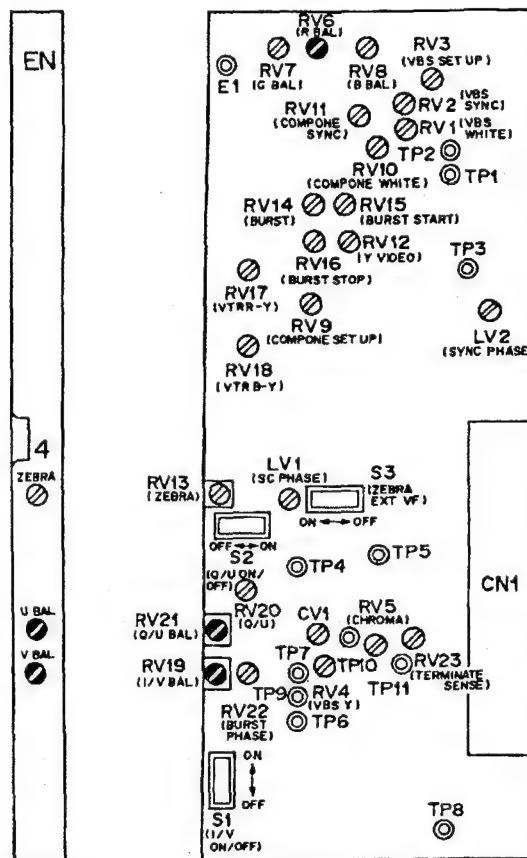 EN
4
ZEBRA
U BAL
V BAL
RV6
(R BAL)
E1
RV7
(G BAL)
RV8
(B BAL)
RV3
(VBS SET UP)
RV11
(COMPONE
SYNC)
RV2 (VBS
SYNC)
RV1 (VBS
WHITE)
TP2
RV10
(COMPONE WHITE)
TP1
RV14
(BURST)
RV15
(BURST START)
RV16
(BURST STOP)
RV12
(Y VIDEO)
TP3
RV17
(VTR R-Y)
RV9
(COMPONE SET UP)
LV2
(SYNC PHASE)
RV18
(VTR B-Y)
RV13
(ZEBRA)
LV1
(SC PHASE)
S3
(ZEBRA
EXT VF)
ON OFF
OFF ON
S2
(Q/U ON/
OFF)
TP4
TP5
CN1
RV21
(Q/U BAL)
RV20
(Q/U)
CV1
RV5
(CHROMA)
RV19
(I/V BAL)
TP7
TP10
TP11
RV23
(TERMINATE
SENSE)
TP9
RV4
(VBS Y)
RV22
(BURST
PHASE)
TP6
ON
OFF
S1
(I/V
ON/OFF)
TP8